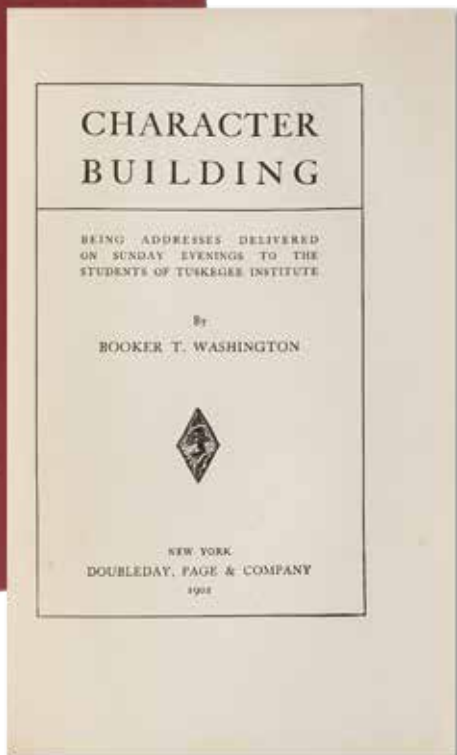 CHARACTER
BUILDING
BEING ADDRESSES DELIVERED
ON SUNDAY EVENINGS TO THE
STUDENTS OF TUSKEGEE INSTITUTE
By
BOOKER T. WASHINGTON
NEW YORK
DOUBLEDAY, PAGE & COMPANY
1902